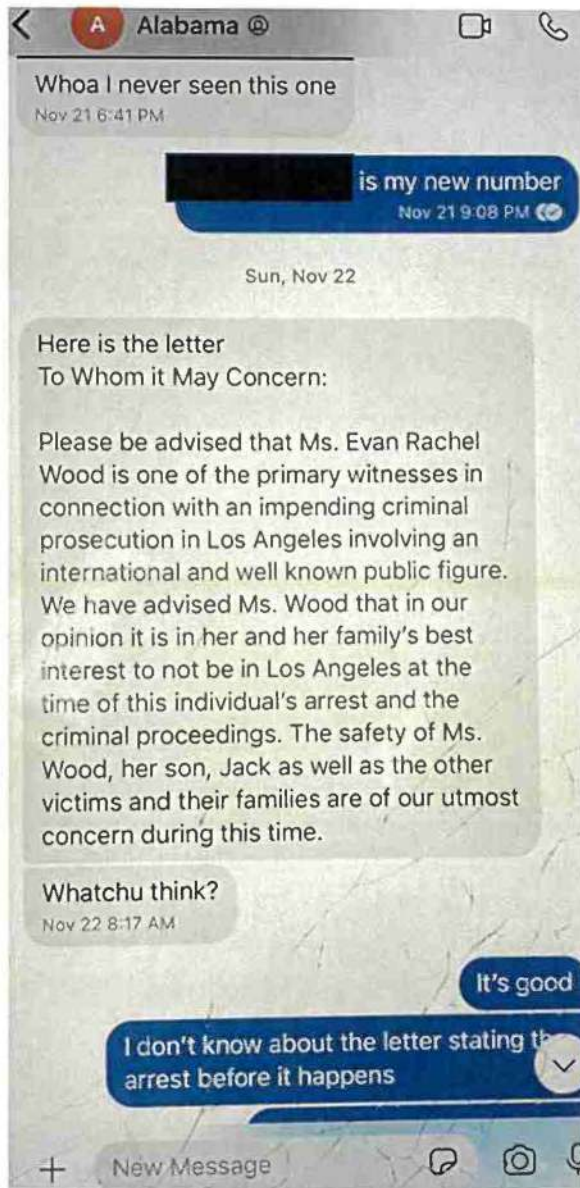 A Alabama
Whoa I never seen this one
Nov 21 6:41 PM
is my new number
Nov 21 9:08 PM
Sun, Nov 22
Here is the letter
To Whom it May Concern:
Please be advised that Ms. Evan Rachel
Wood is one of the primary witnesses in
connection with an impending criminal
prosecution in Los Angeles involving an
international and well known public figure.
We have advised Ms. Wood that in our
opinion it is in her and her family's best
interest to not be in Los Angeles at the
time of this individual's arrest and the
criminal proceedings. The safety of Ms.
Wood, her son, Jack as well as the other
victims and their families are of our utmost
concern during this time.
Whatchu think?
Nov 22 8:17 AM
It's good
I don't know about the letter stating
arrest before it happens
New Message